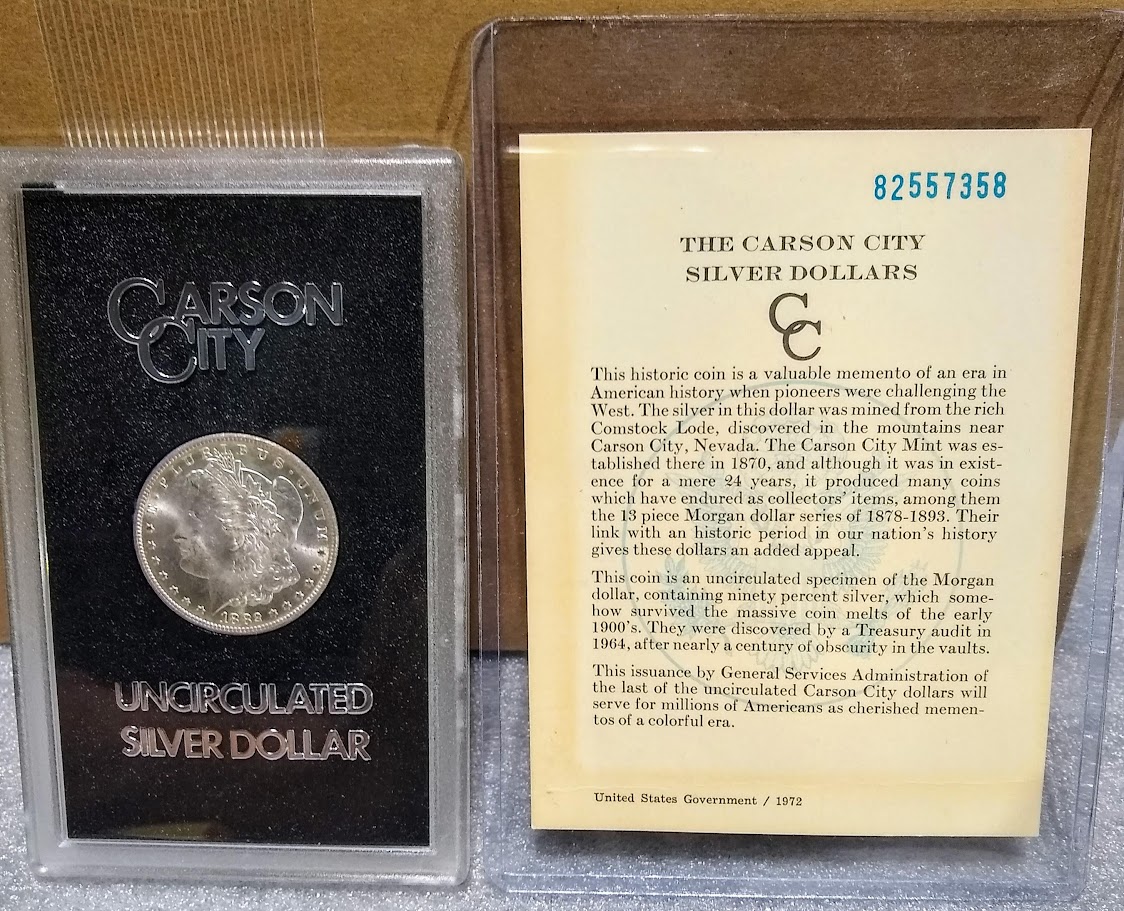 CARSON
CITY
E·PLURIBUS·UNUM
UNCIRCULATED
SILVER DOLLAR
82557358
THE CARSON CITY
SILVER DOLLARS
CC
This historic coin is a valuable memento of an era in
American history when pioneers were challenging the
West. The silver in this dollar was mined from the rich
Comstock Lode, discovered in the mountains near
Carson City, Nevada. The Carson City Mint was es-
tablished there in 1870, and although it was in exist-
ence for a mere 24 years, it produced many coins
which have endured as collectors' items, among them
the 13 piece Morgan dollar series of 1878-1893. Their
link with an historic period in our nation's history
gives these dollars an added appeal.
This coin is an uncirculated specimen of the Morgan
dollar, containing ninety percent silver, which some-
how survived the massive coin melts of the early
1900's. They were discovered by a Treasury audit in
1964, after nearly a century of obscurity in the vaults.
This issuance by General Services Administration of
the last of the uncirculated Carson City dollars will
serve for millions of Americans as cherished memen-
tos of a colorful era.
United States Government / 1972